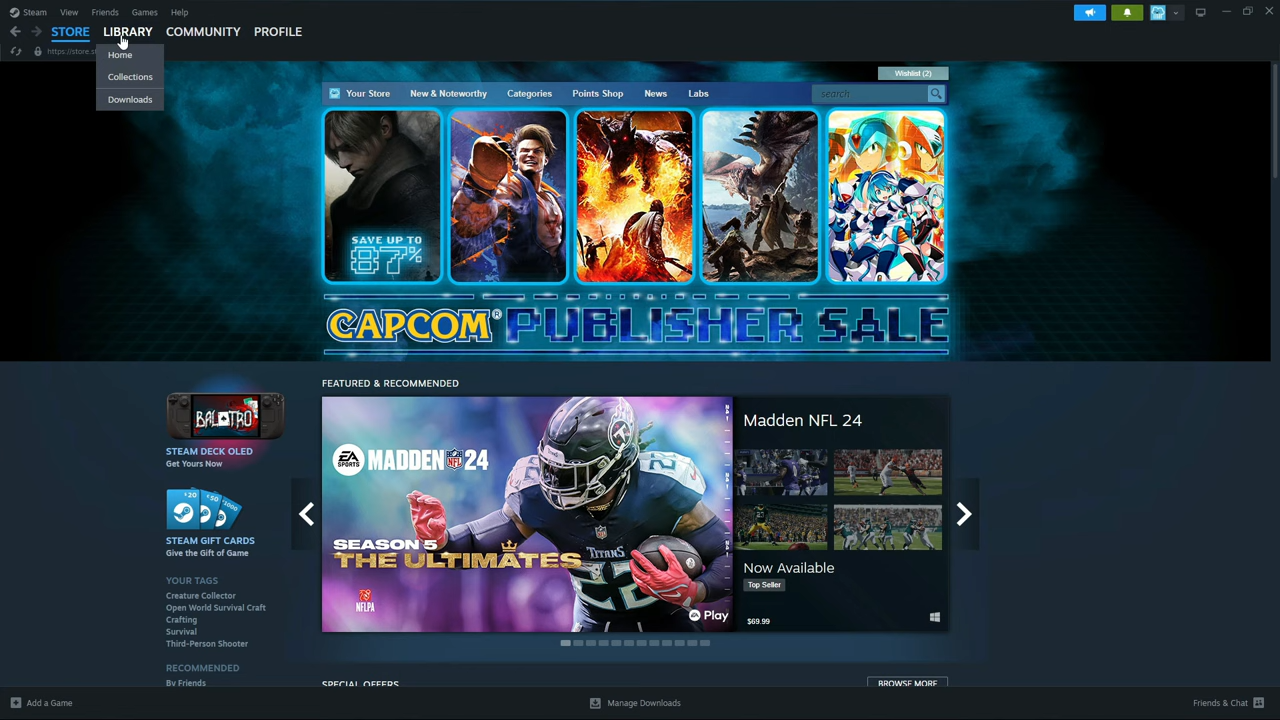 Steam View Friends Games Help
STORE LIBRARY COMMUNITY PROFILE
https://store.s
Home
Collections
Downloads
Wishlist (2)
Your Store New & Noteworthy Categories Points Shop News Labs search
SAVE UP TO
87%
CAPCOM® PUBLISHER SALE
FEATURED & RECOMMENDED
BALATRO
STEAM DECK OLED
Get Yours Now
STEAM GIFT CARDS
Give the Gift of Game
YOUR TAGS
Creature Collector
Open World Survival Craft
Crafting
Survival
Third-Person Shooter
RECOMMENDED
By Friends
EA SPORTS MADDEN NFL 24
SEASON 5
THE ULTIMATES
TITANS
NFLPA
EA Play
Madden NFL 24
Now Available
Top Seller
$69.99
SPECIAL OFFERS
BROWSE MORE
Add a Game
Manage Downloads
Friends & Chat